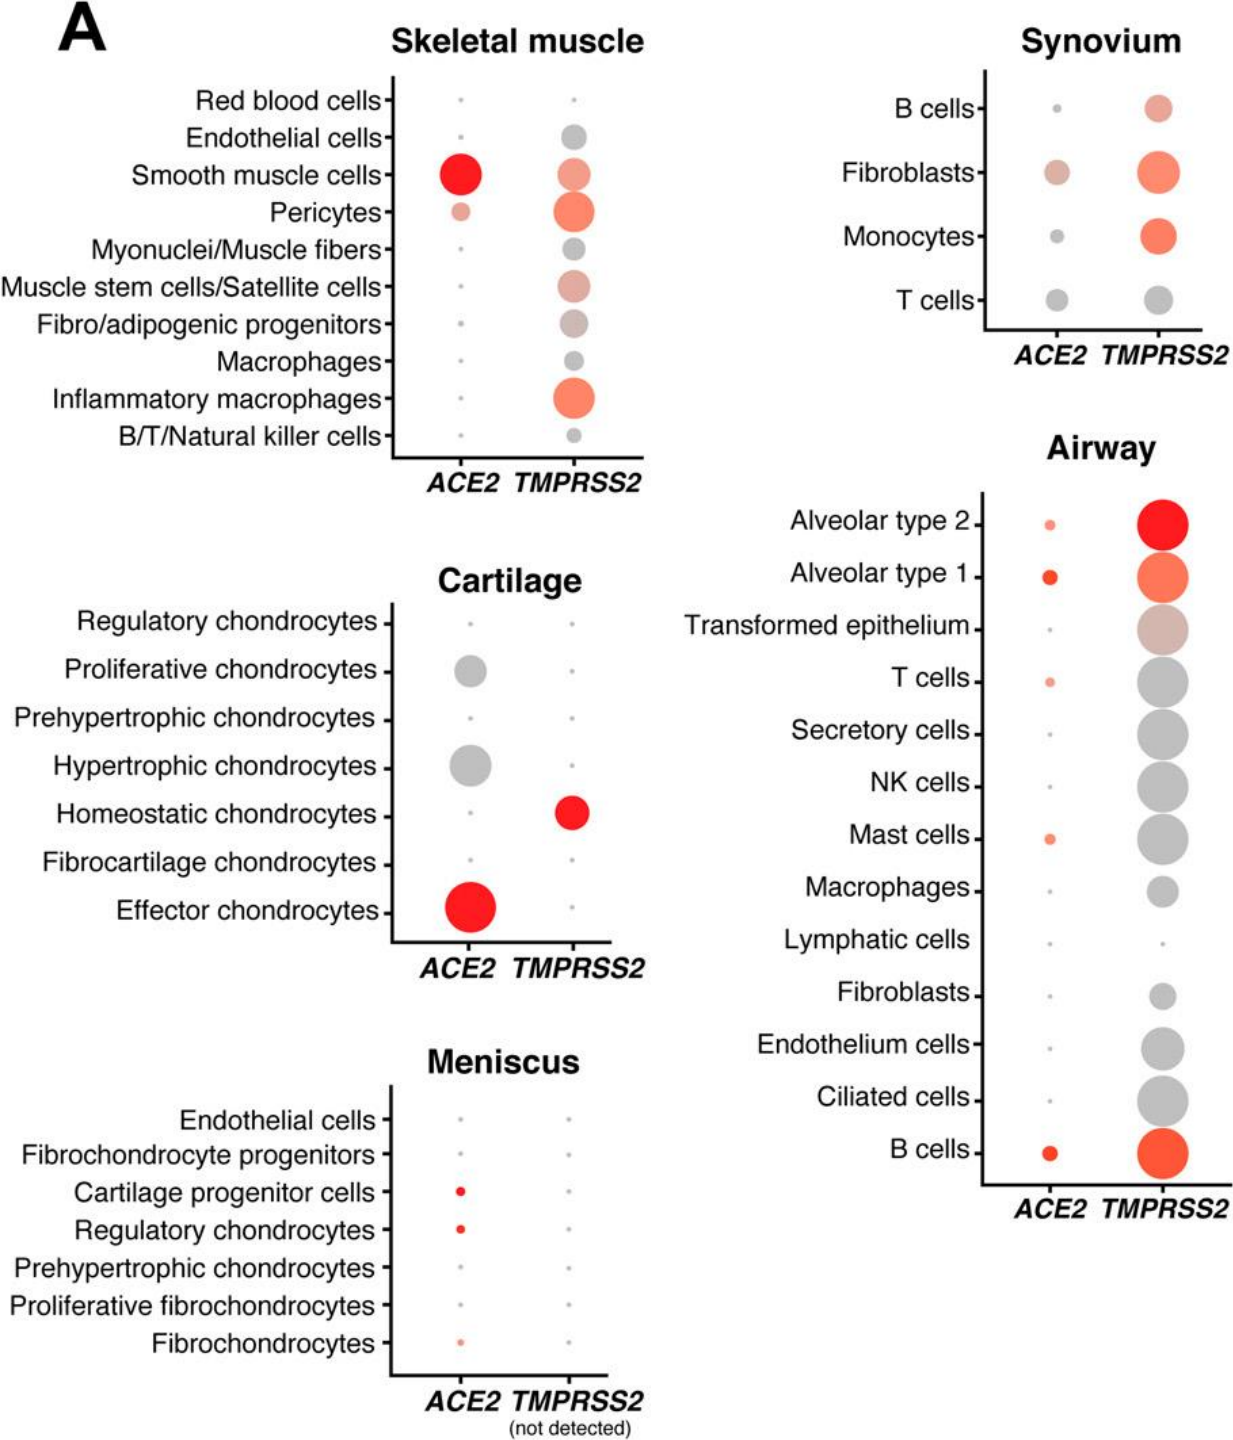 A
Skeletal muscle
Red blood cells
Endothelial cells
Smooth muscle cells
Pericytes
Myonuclei/Muscle fibers
Muscle stem cells/Satellite cells
Fibro/adipogenic progenitors
Macrophages
Inflammatory macrophages
B/T/Natural killer cells
ACE2 TMPRSS2
Cartilage
Regulatory chondrocytes
Proliferative chondrocytes
Prehypertrophic chondrocytes
Hypertrophic chondrocytes
Homeostatic chondrocytes
Fibrocartilage chondrocytes
Effector chondrocytes
ACE2 TMPRSS2
Meniscus
Endothelial cells
Fibrochondrocyte progenitors
Cartilage progenitor cells
Regulatory chondrocytes
Prehypertrophic chondrocytes
Proliferative fibrochondrocytes
Fibrochondrocytes
ACE2 TMPRSS2
(not detected)
Synovium
B cells
Fibroblasts
Monocytes
T cells
ACE2 TMPRSS2
Airway
Alveolar type 2
Alveolar type 1
Transformed epithelium
T cells
Secretory cells
NK cells
Mast cells
Macrophages
Lymphatic cells
Fibroblasts
Endothelium cells
Ciliated cells
B cells
ACE2 TMPRSS2